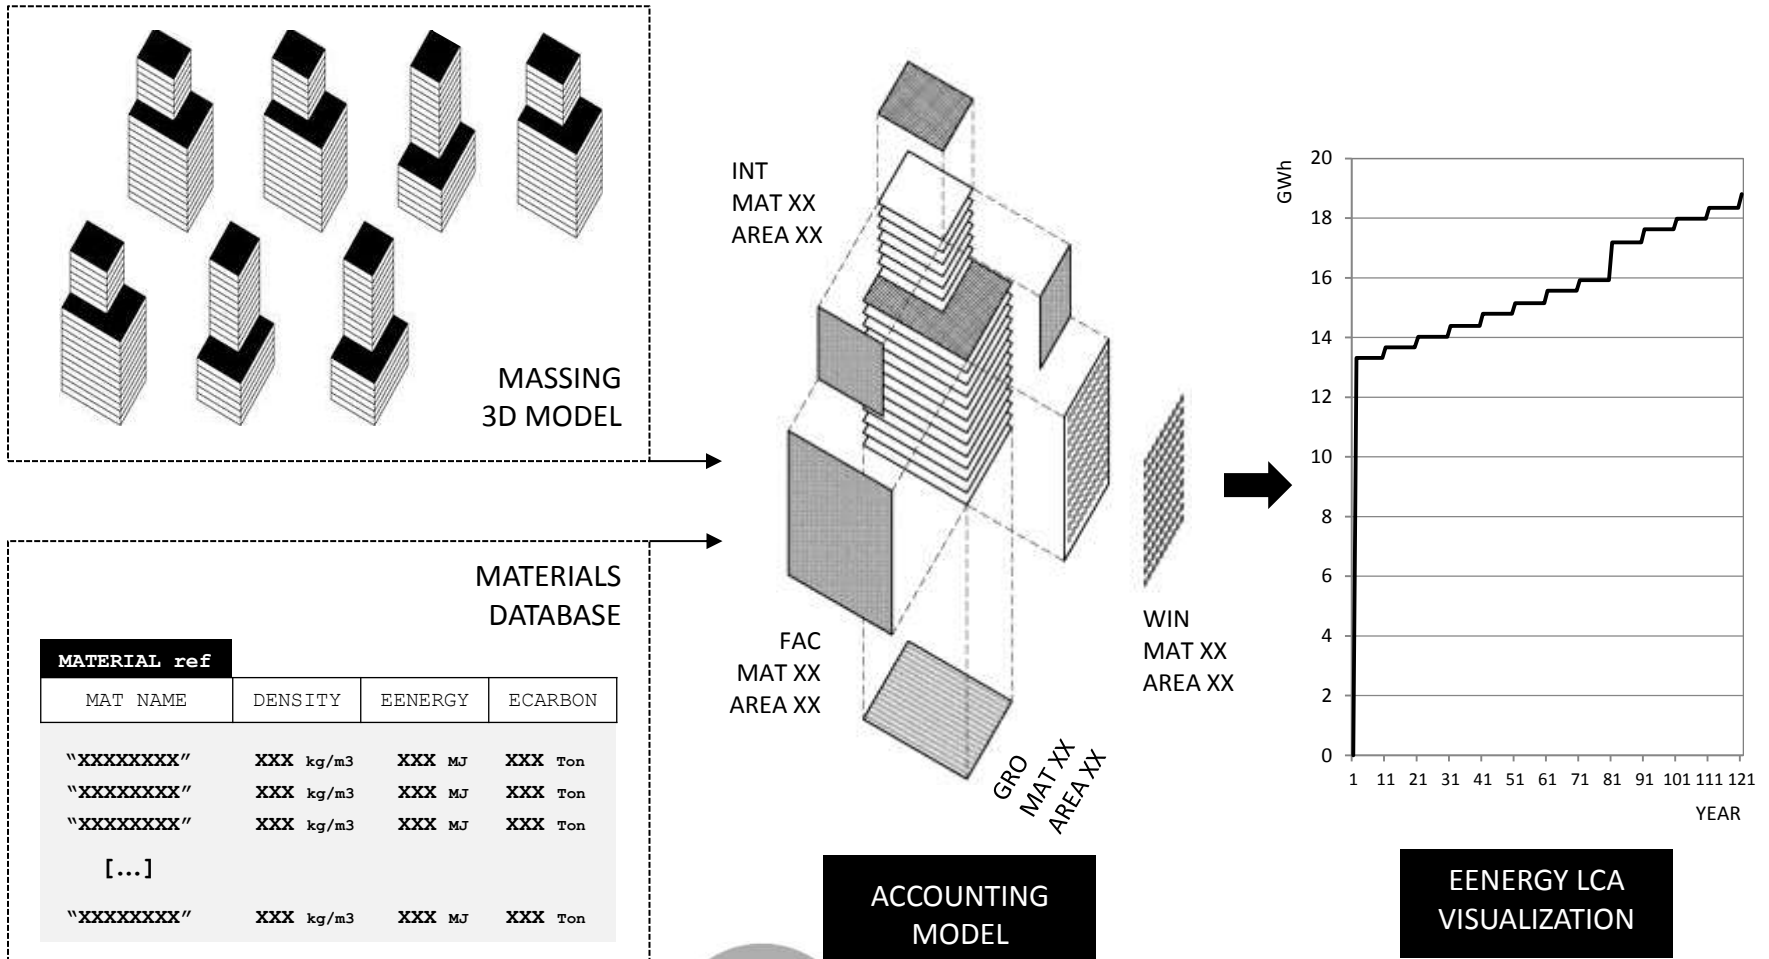 MASSING
3D MODEL
MATERIALS
DATABASE
MATERIAL ref
MAT NAME DENSITY EENERGY ECARBON
“XXXXXXXX” XXX kg/m3 XXX MJ XXX Ton
“XXXXXXXX” XXX kg/m3 XXX MJ XXX Ton
“XXXXXXXX” XXX kg/m3 XXX MJ XXX Ton
[...]
“XXXXXXXX” XXX kg/m3 XXX MJ XXX Ton
INT
MAT XX
AREA XX
FAC
MAT XX
AREA XX
GRO
MAT XX
AREA XX
WIN
MAT XX
AREA XX
ACCOUNTING
MODEL
GWh
20
18
16
14
12
10
8
6
4
2
0
1 11 21 31 41 51 61 71 81 91 101 111 121
YEAR
EENERGY LCA
VISUALIZATION